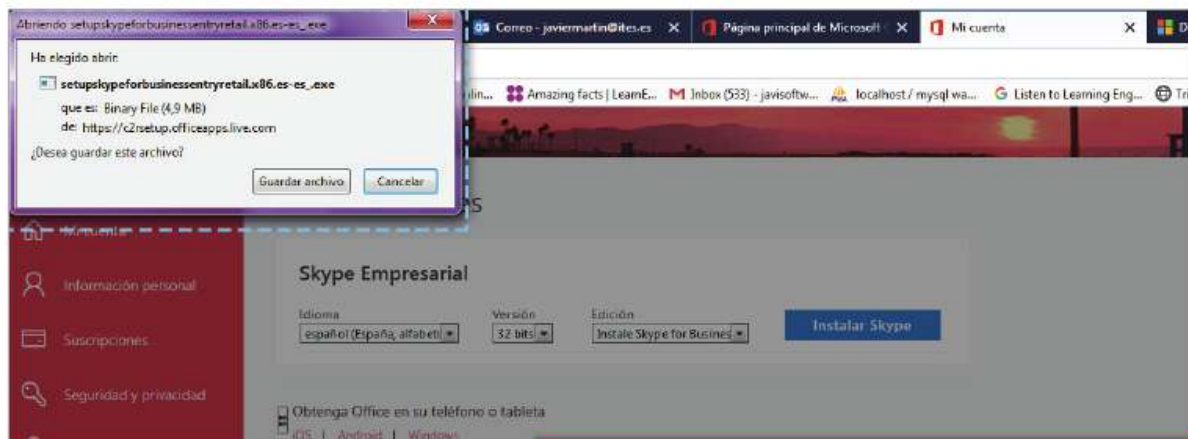 Abriendo setupskypeforbusinessentryretail.x86.es-es_.exe
Correo - javiermartin@ites.es
Página principal de Microsoft
Mi cuenta
Ha elegido abrir:
setupskypeforbusinessentryretail.x86.es-es_.exe
que es: Binary File (4,9 MB)
de: https://c2rsetup.officeapps.live.com
¿Desea guardar este archivo?
Guardar archivo
Cancelar
Amazing facts | LearnE...
Inbox (533) - javisoftw...
localhost / mysql wa...
Listen to Learning Eng...
Mi cuenta
Información personal
Suscripciones
Seguridad y privacidad
Skype Empresarial
Idioma
Versión
Edición
español (España, alfabeti
32 bits
Instale Skype for Busines
Instalar Skype
Obtenga Office en su teléfono o tableta
iOS | Android | Windows